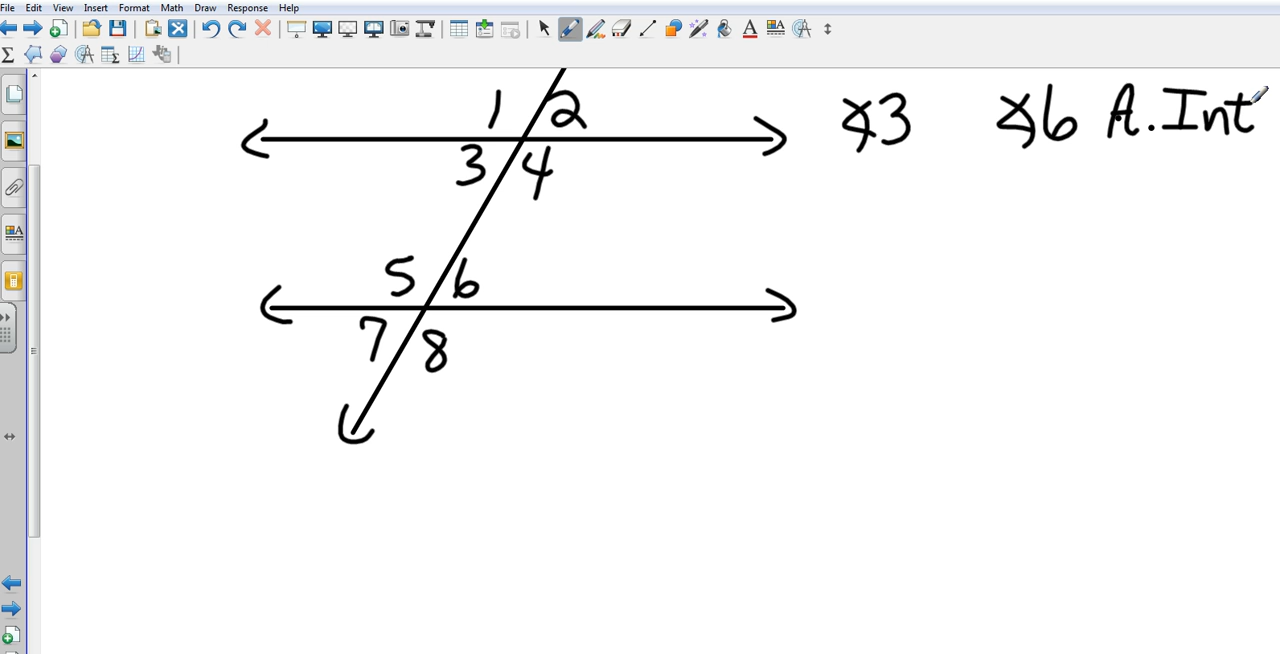 File Edit View Insert Format Math Draw Response Help
1 2 ∢3 ∢6 A. Int
3 4
5 6
7 8